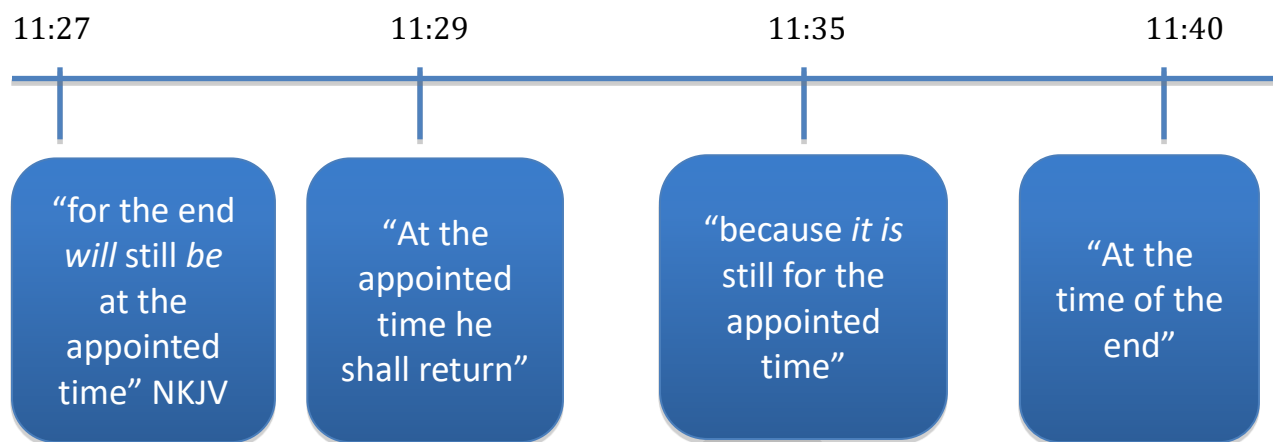 11:27
11:29
11:35
11:40
“for the end
will still be
at the
appointed
time” NKJV
“At the
appointed
time he
shall return”
“because it is
still for the
appointed
time”
“At the
time of the
end”